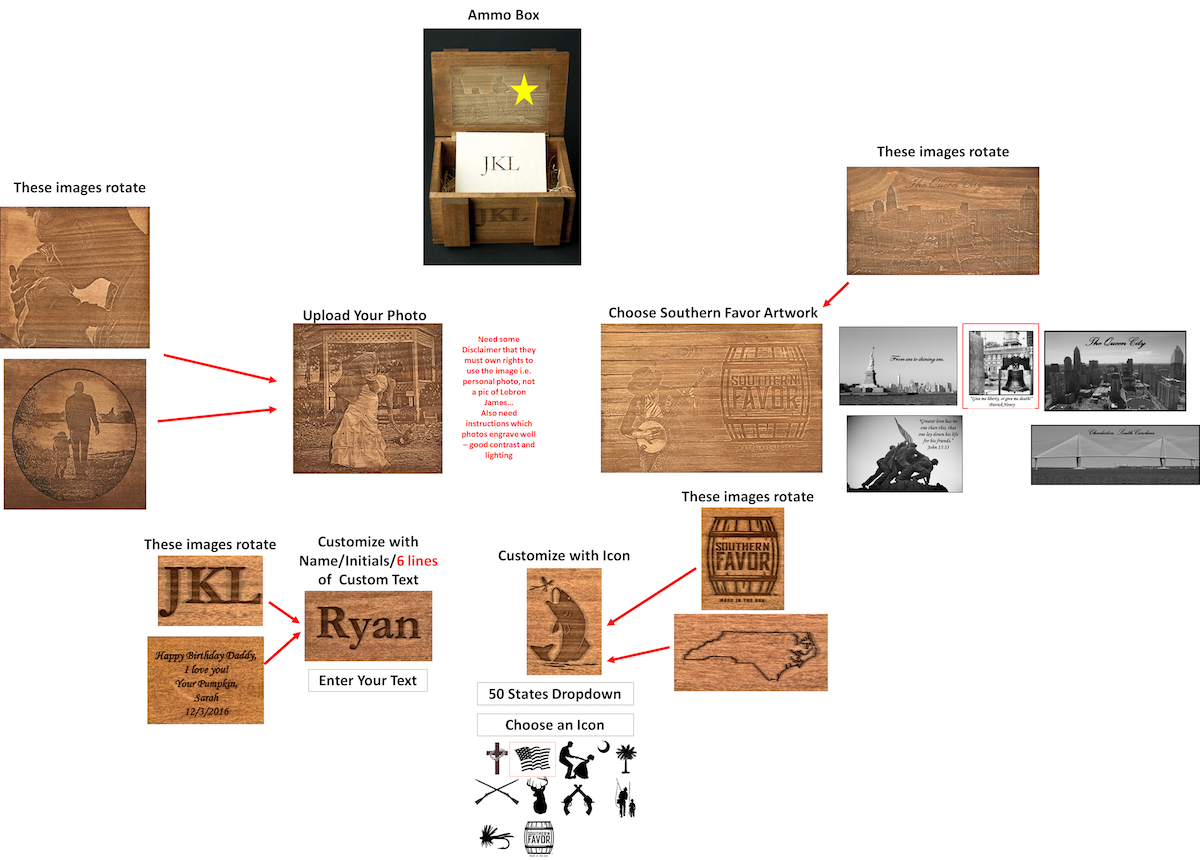 Ammo Box
JKL
JKL
These images rotate
These images rotate
The Queen City
Upload Your Photo
Need some
Disclaimer that they
must own rights to
use the image i.e.
personal photo, not
a pic of Lebron
James...
Also need
instructions which
photos engrave well
– good contrast and
lighting
Choose Southern Favor Artwork
SOUTHERN
FAVOR
From sea to shining sea.
"Give me liberty, or give me death!"
-Patrick Henry
The Queen City
"Greater love has no
one than this, that
one lay down his life
for his friends."
John 15:13
Charleston, South Carolina
These images rotate
JKL
Happy Birthday Daddy,
I love you!
Your Pumpkin,
Sarah
12/3/2016
Customize with
Name/Initials/6 lines
of Custom Text
Ryan
Enter Your Text
Customize with Icon
These images rotate
SOUTHERN
FAVOR
MADE IN THE USA
50 States Dropdown
Choose an Icon
SOUTHERN
FAVOR
MADE IN THE USA